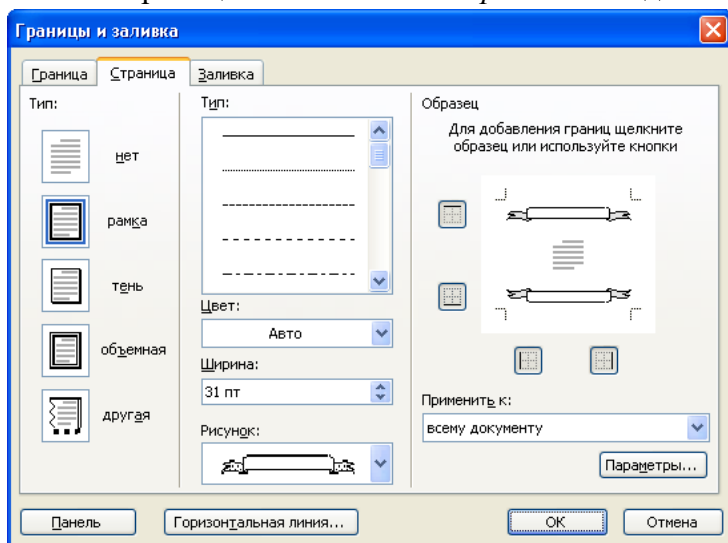 Границы и заливка
Граница
Страница
Заливка
Тип:
нет
рамка
тень
объемная
другая
Тип:
Цвет:
Авто
Ширина:
31 пт
Рисунок:
Образец
Для добавления границ щелкните
образец или используйте кнопки
Применить к:
всему документу
Параметры...
Панель
Горизонтальная линия...
ОК
Отмена